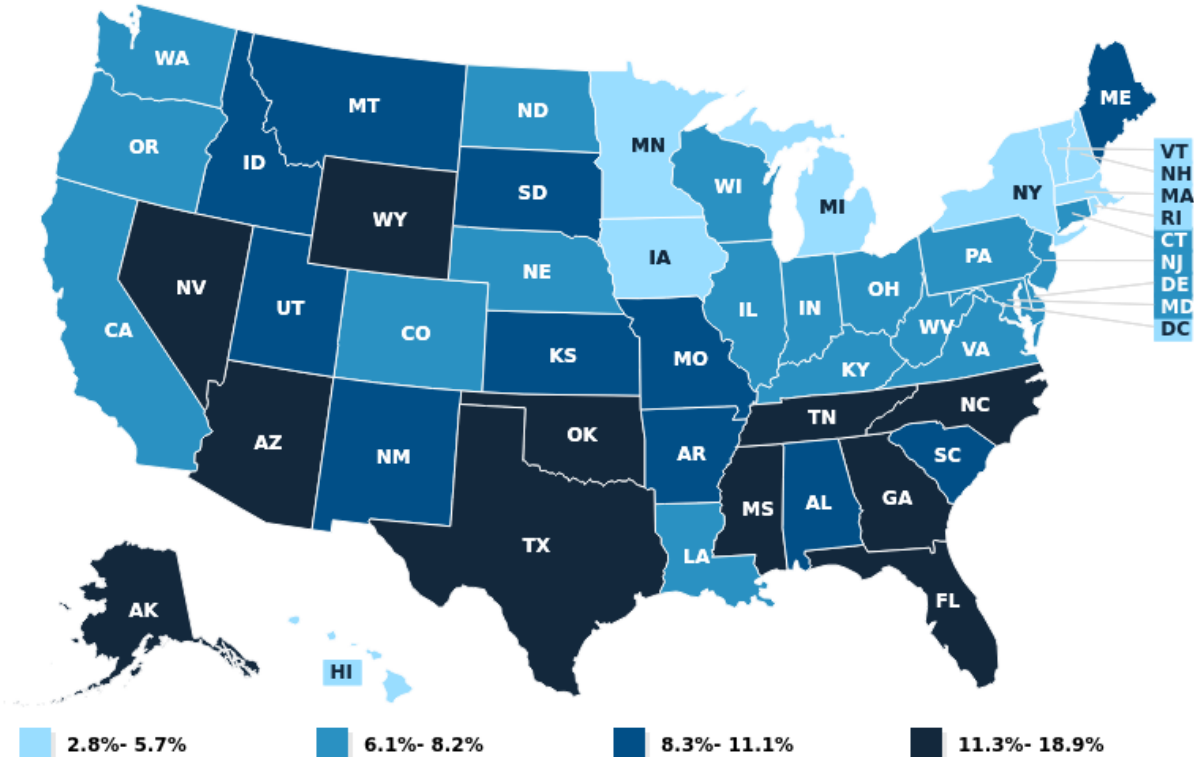 WA
MT
ND
MN
ME
OR
ID
SD
WI
MI
NY
VT
NH
MA
RI
CT
NJ
DE
MD
DC
WY
NV
UT
CO
NE
IA
IL
IN
OH
PA
CA
KS
MO
KY
WV
VA
AZ
NM
OK
AR
TN
NC
SC
TX
LA
MS
AL
GA
FL
AK
HI
2.8%- 5.7%
6.1%- 8.2%
8.3%- 11.1%
11.3%- 18.9%